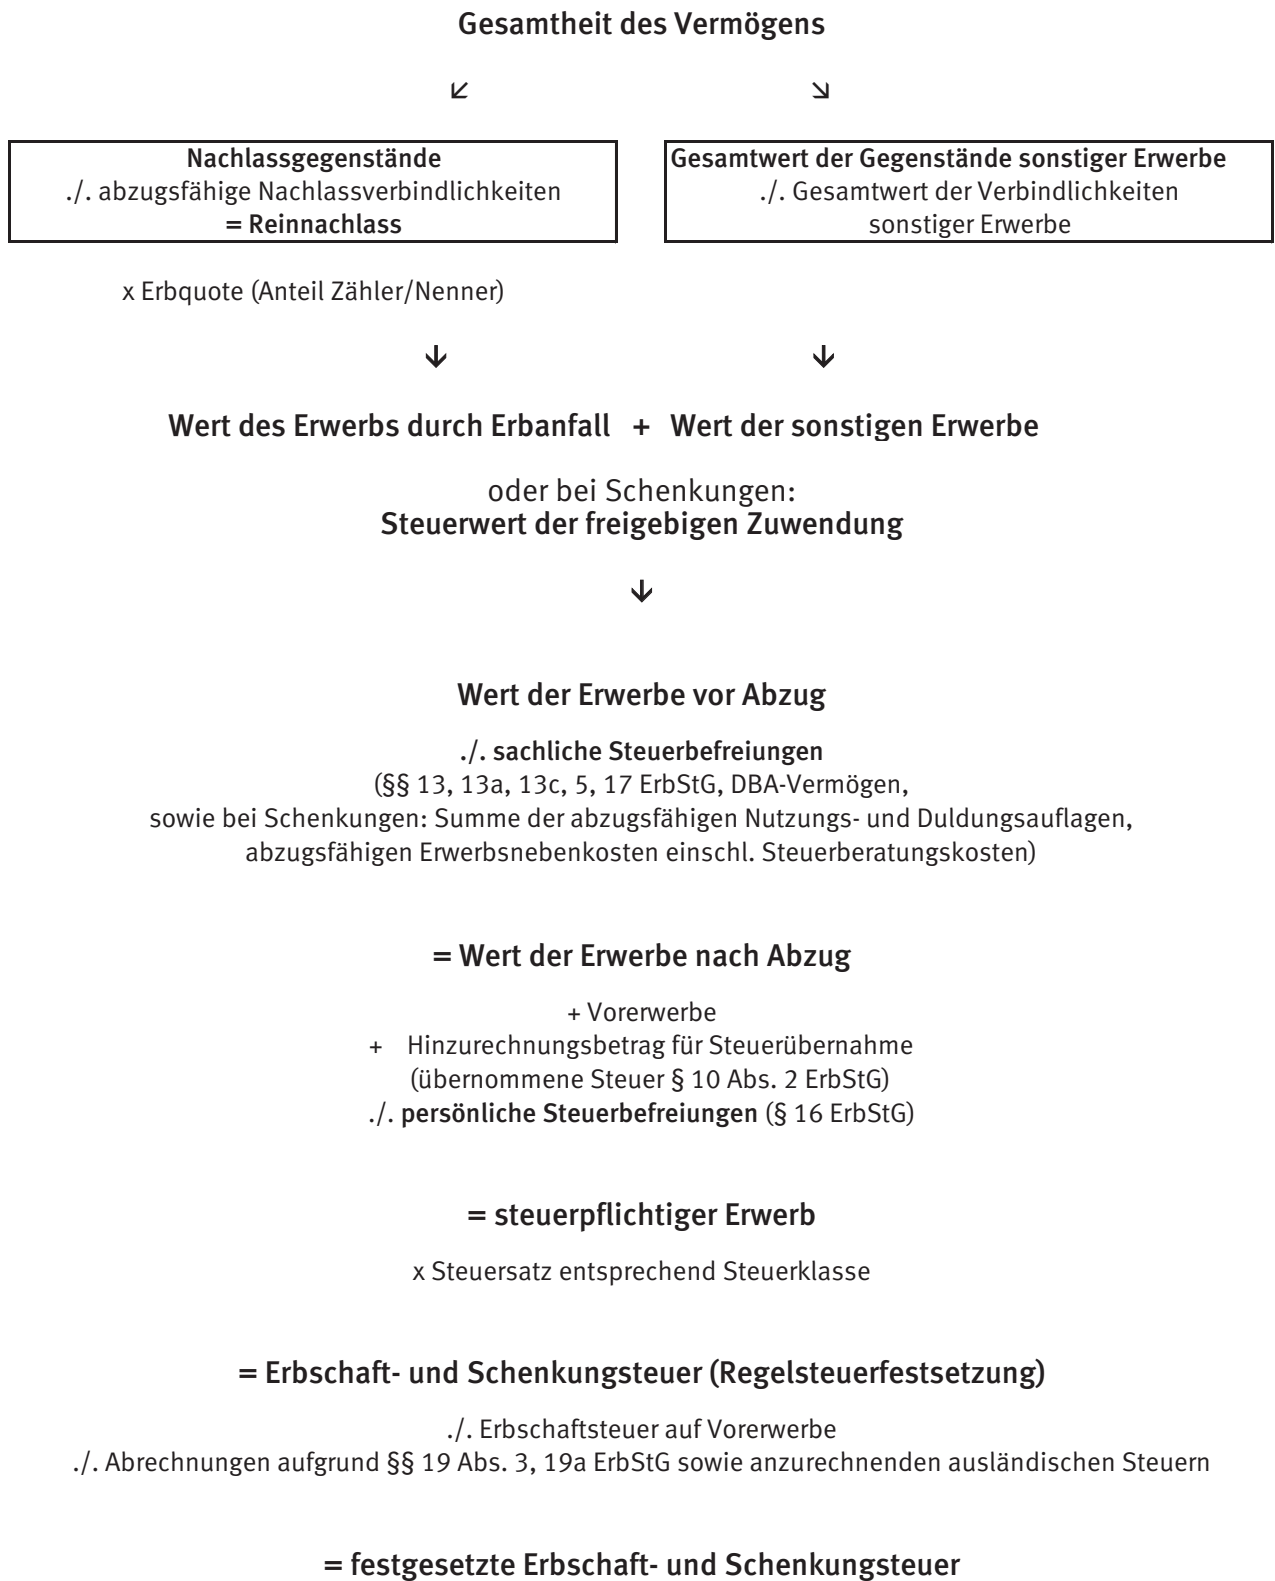 Gesamtheit des Vermögens
↙ ↘
Nachlassgegenstände
./. abzugsfähige Nachlassverbindlichkeiten
= Reinnachlass
Gesamtwert der Gegenstände sonstiger Erwerbe
./. Gesamtwert der Verbindlichkeiten
sonstiger Erwerbe
x Erbquote (Anteil Zähler/Nenner)
↓ ↓
Wert des Erwerbs durch Erbanfall + Wert der sonstigen Erwerbe
oder bei Schenkungen:
Steuerwert der freigebigen Zuwendung
↓
Wert der Erwerbe vor Abzug
./. sachliche Steuerbefreiungen
(§§ 13, 13a, 13c, 5, 17 ErbStG, DBA-Vermögen,
sowie bei Schenkungen: Summe der abzugsfähigen Nutzungs- und Duldungsauflagen,
abzugsfähigen Erwerbsnebenkosten einschl. Steuerberatungskosten)
= Wert der Erwerbe nach Abzug
+ Vorerwerbe
+ Hinzurechnungsbetrag für Steuerübernahme
(übernommene Steuer § 10 Abs. 2 ErbStG)
./. persönliche Steuerbefreiungen (§ 16 ErbStG)
= steuerpflichtiger Erwerb
x Steuersatz entsprechend Steuerklasse
= Erbschaft- und Schenkungsteuer (Regelsteuerfestsetzung)
./. Erbschaftsteuer auf Vorerwerbe
./. Abrechnungen aufgrund §§ 19 Abs. 3, 19a ErbStG sowie anzurechnenden ausländischen Steuern
= festgesetzte Erbschaft- und Schenkungsteuer